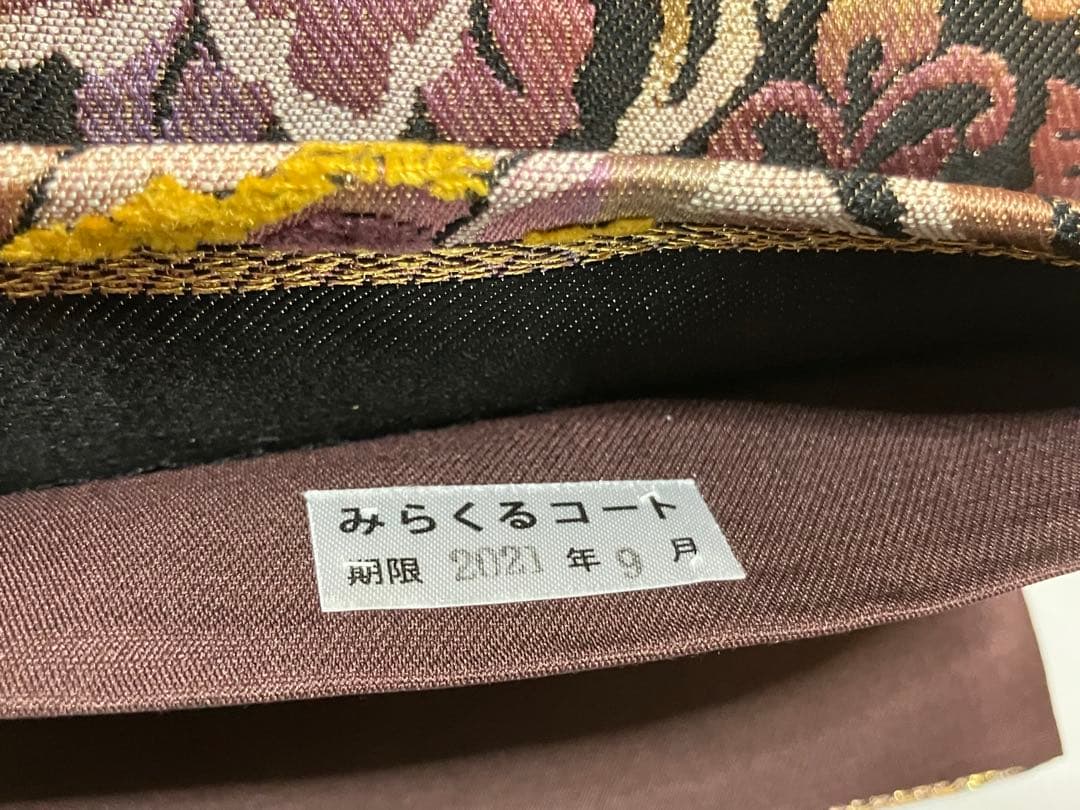 みらくるコート
期限 2021 年 9 月